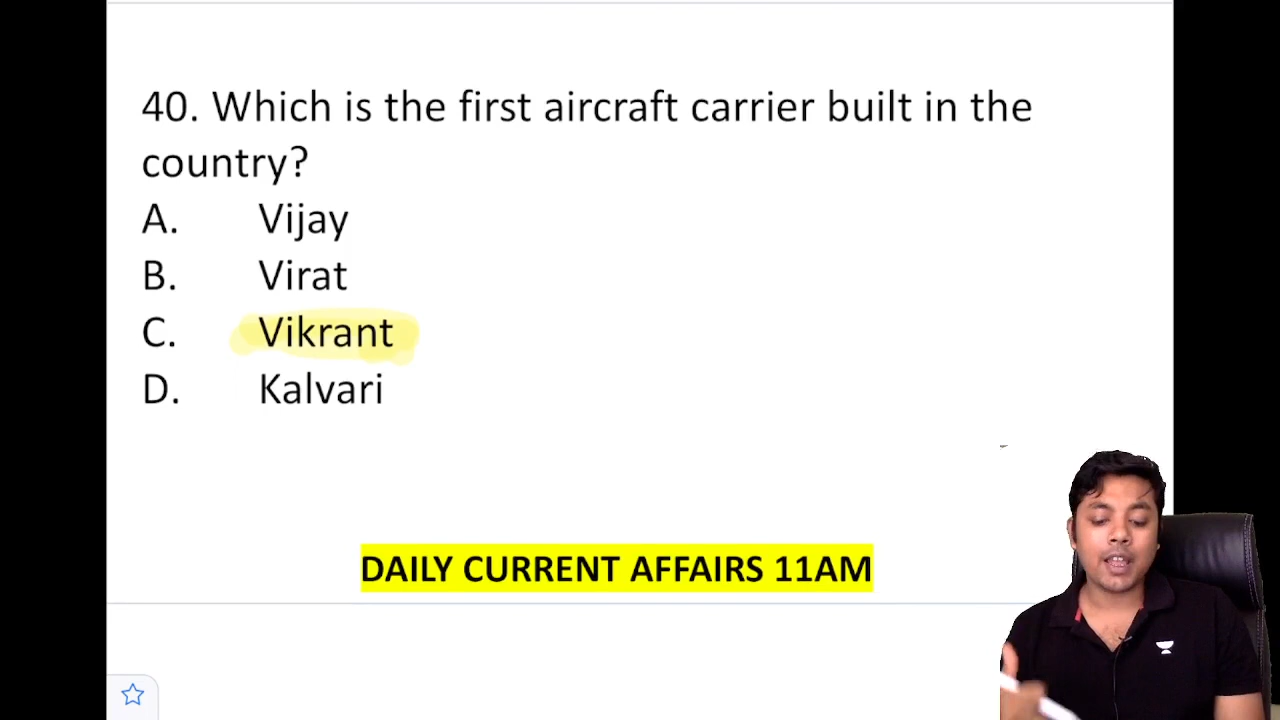 40. Which is the first aircraft carrier built in the
country?
A. Vijay
B. Virat
C. Vikrant
D. Kalvari
DAILY CURRENT AFFAIRS 11AM